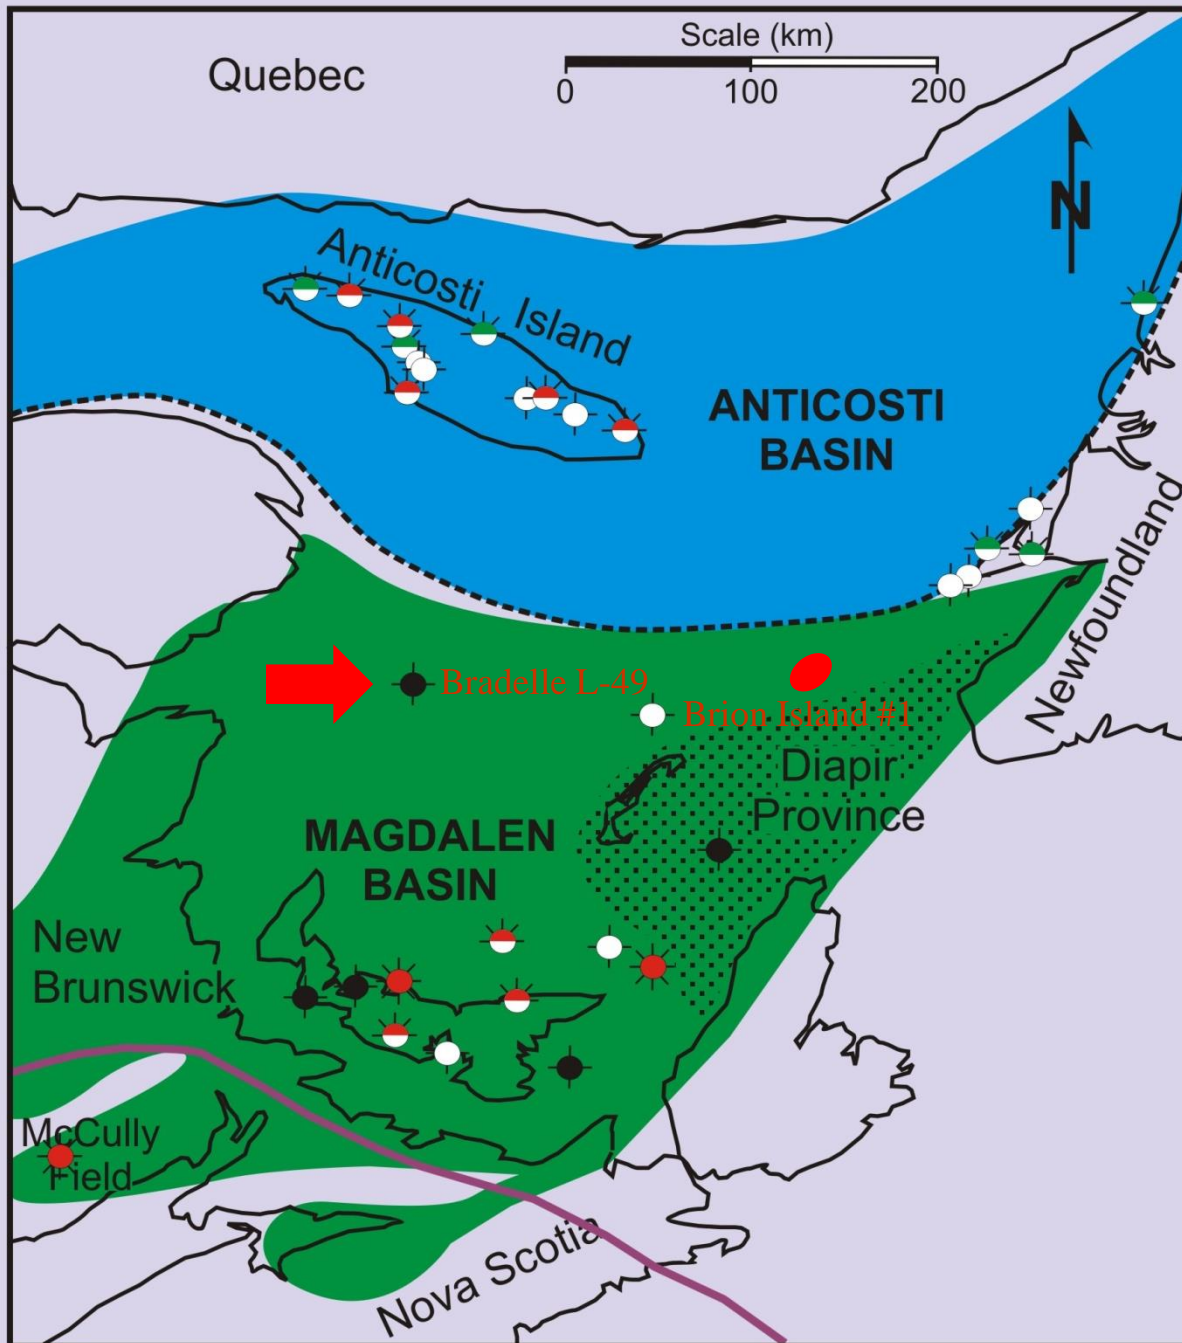 Scale (km)
Quebec
0 100 200
N
Anticosti Island
ANTICOSTI
BASIN
Newfoundland
Bradelle L-49
Brion Island #1
Diapir
Province
MAGDALEN
BASIN
New
Brunswick
McCully
Field
Nova Scotia